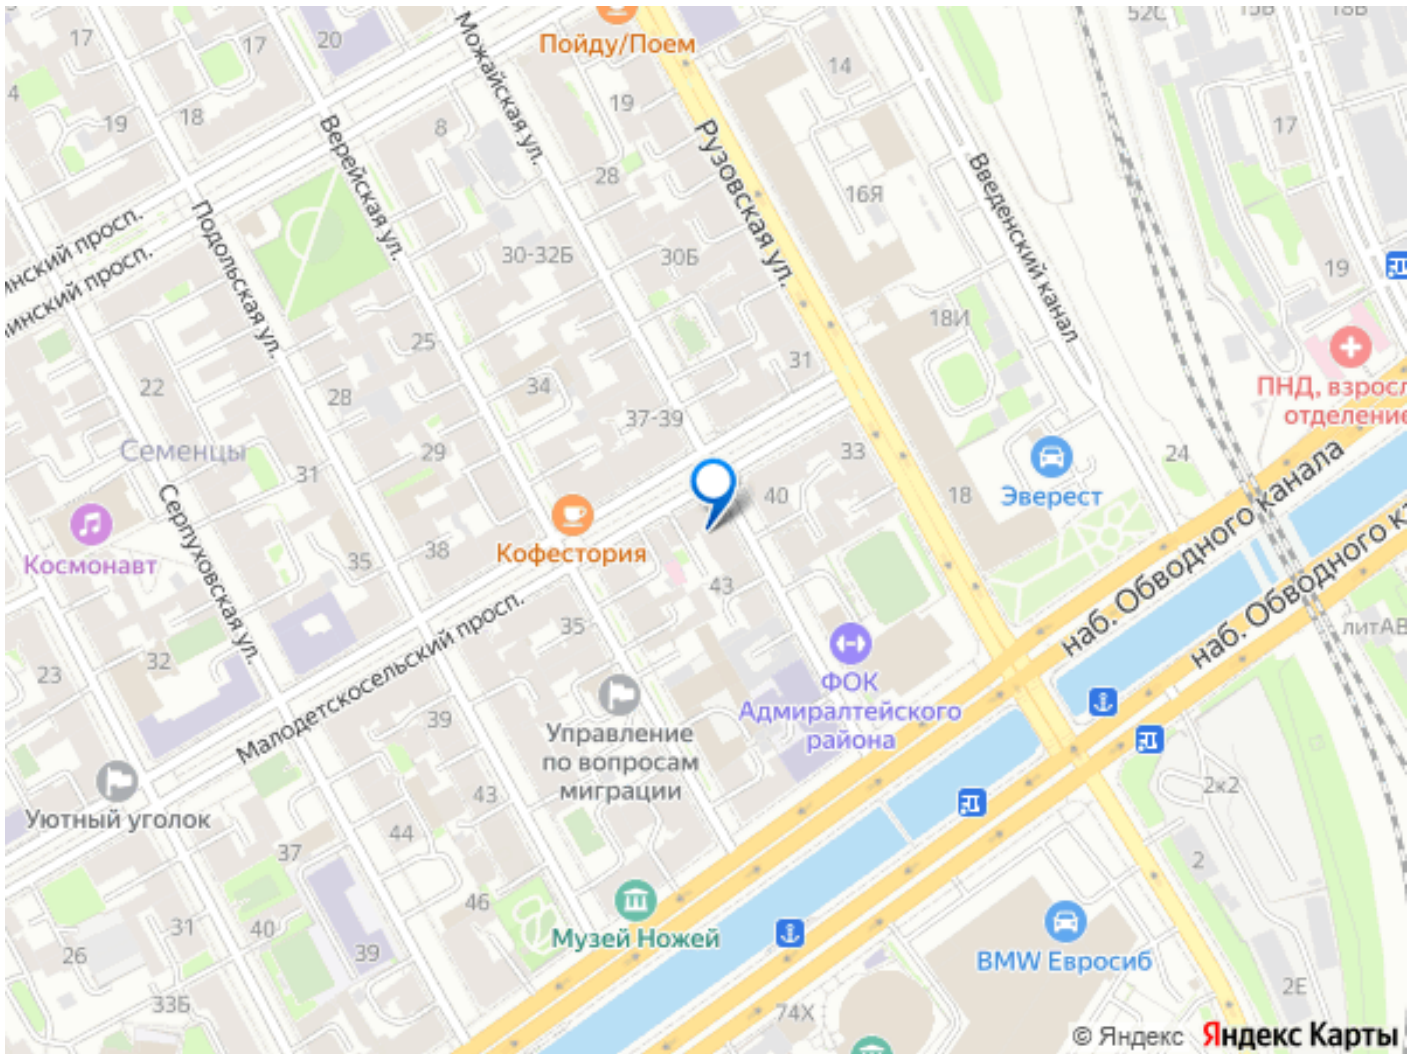 52С
15В
18В
17
17
20
Можайская ул.
Пойду/Поем
14
4
19
18
8
19
17
Верейская ул.
Рузовская ул.
Введенский канал
28
16Я
Подольская ул.
инский просп.
инский просп.
30-32Б
30Б
19
18И
25
31
22
28
34
ПНД, взросл
отделение
37-39
Семенцы
29
33
24
31
Серпуховская ул.
40
18
Эверест
Космонавт
Кофестория
35
38
наб. Обводного канала
наб. Обводного к
43
35
литАВ
32
23
Малодетскосельский просп.
ФОК
Адмиралтейского
района
39
Управление
по вопросам
миграции
Уютный уголок
43
2к2
44
37
2
46
31
40
Музей Ножей
26
39
BMW Евросиб
33Б
74Х
2Е
© Яндекс Яндекс Карты